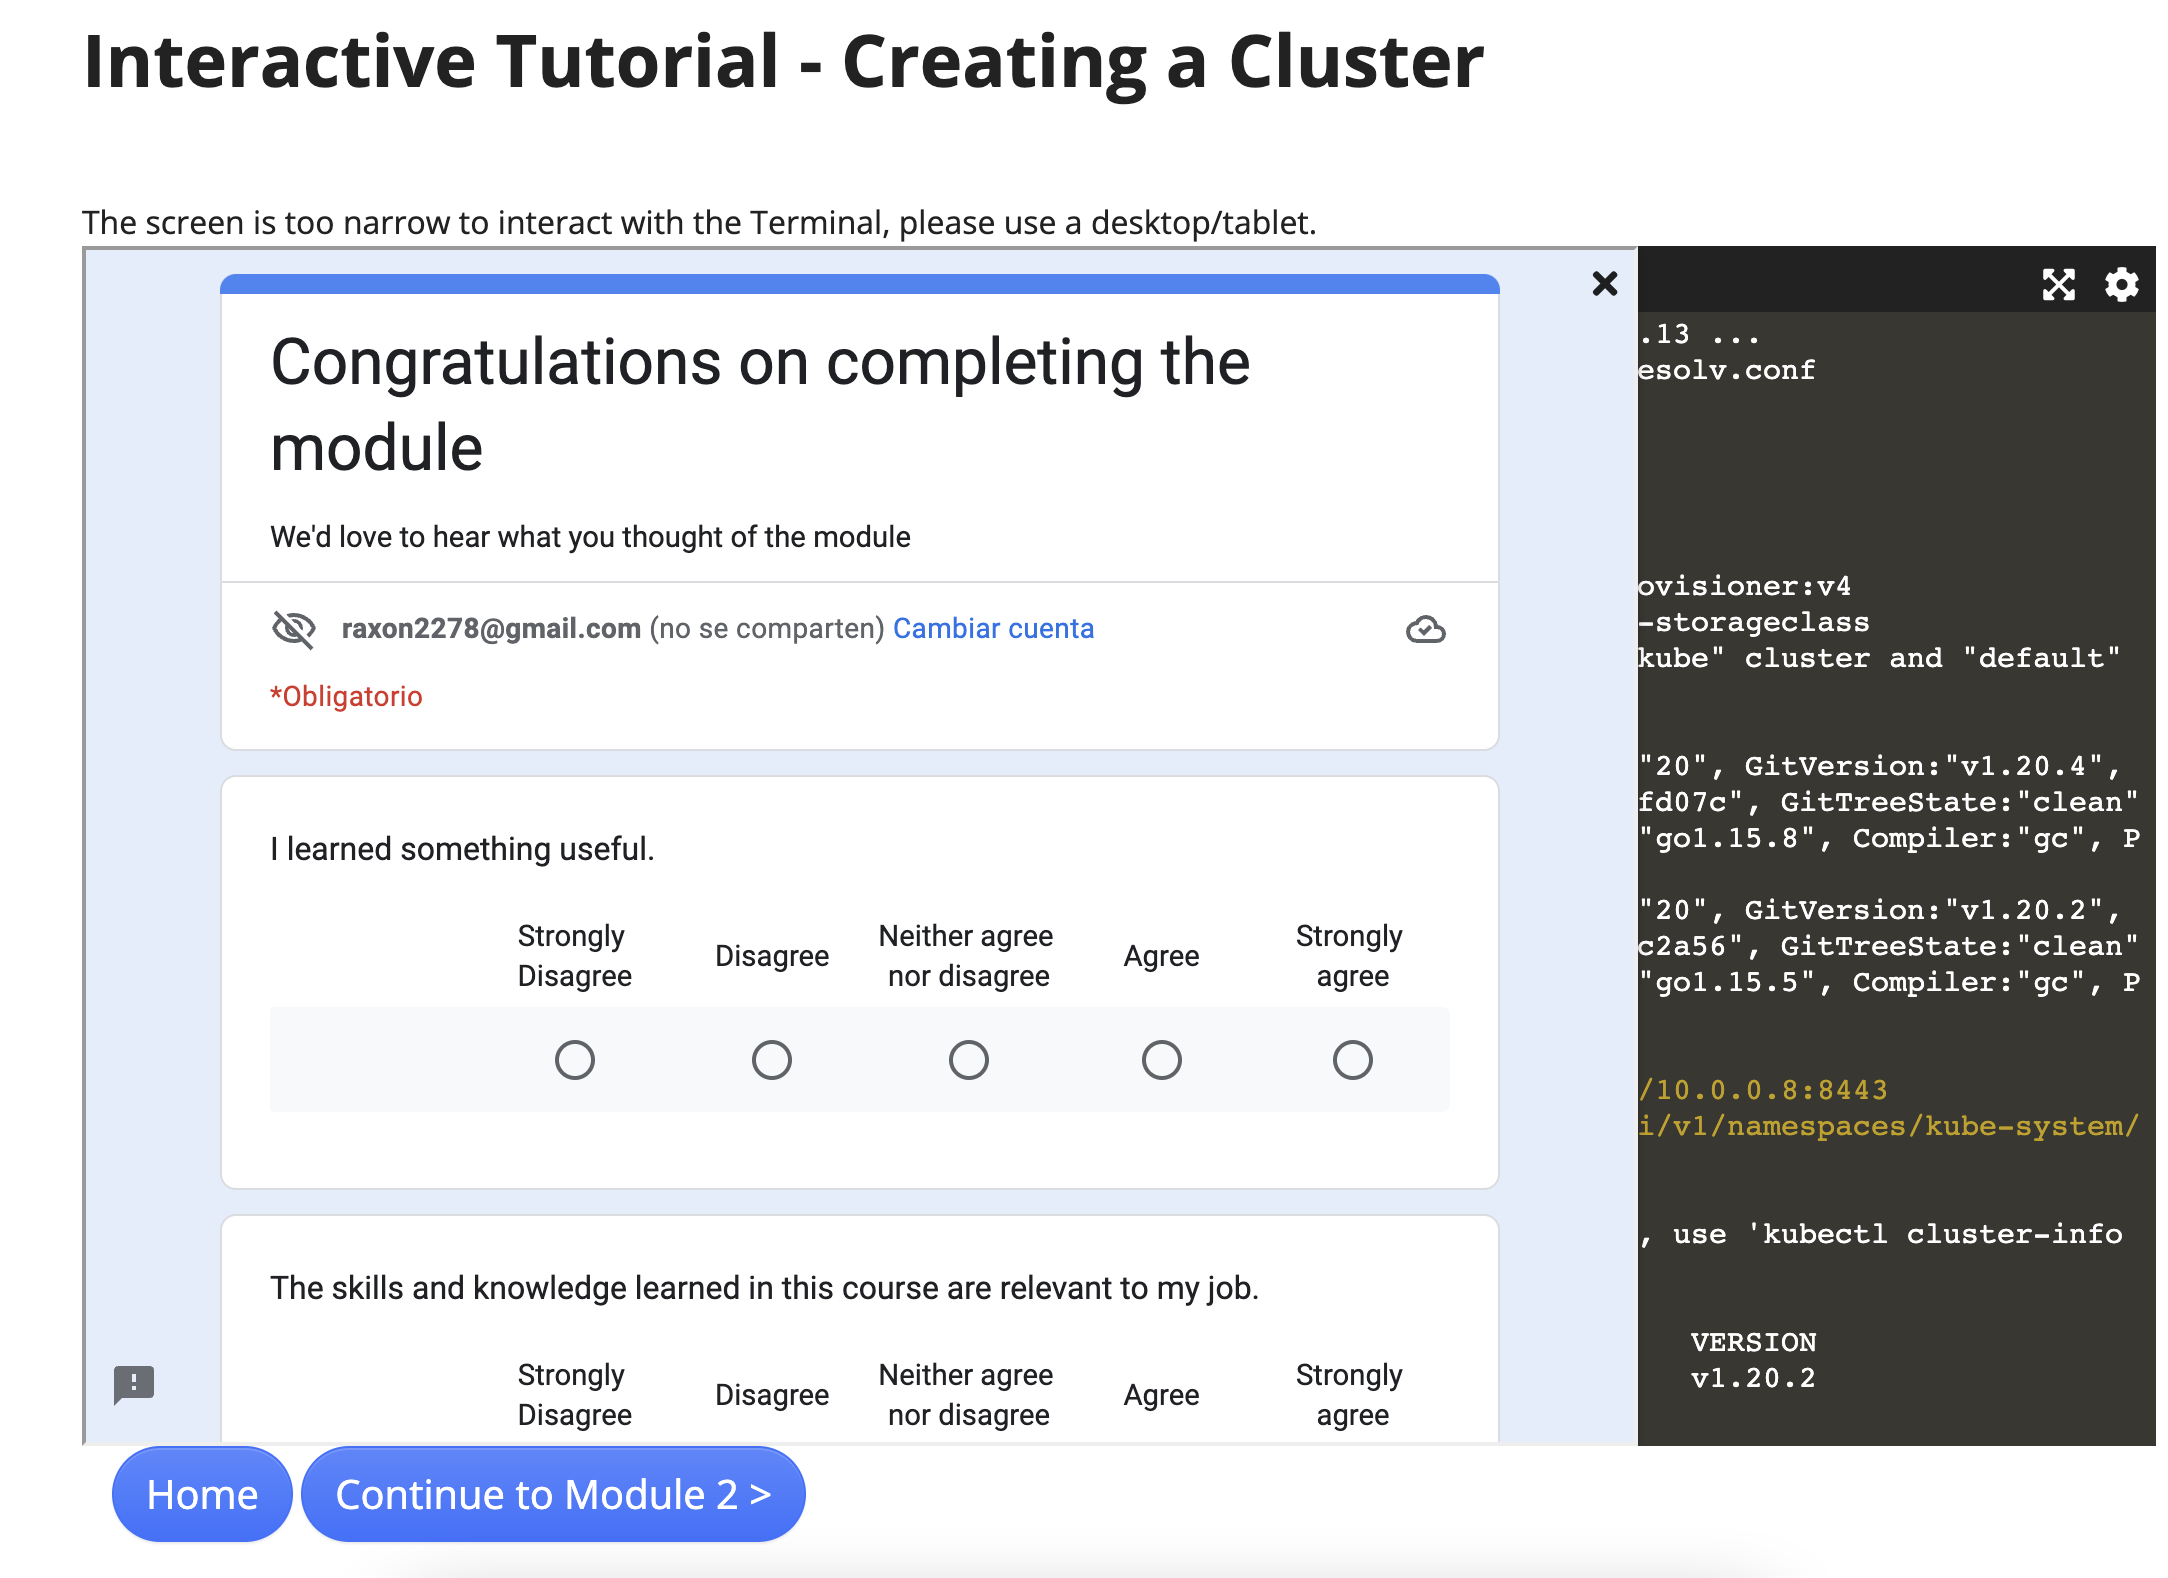 Interactive Tutorial - Creating a Cluster
The screen is too narrow to interact with the Terminal, please use a desktop/tablet.
Congratulations on completing the
module
We'd love to hear what you thought of the module
raxon2278@gmail.com (no se comparten) Cambiar cuenta
*Obligatorio
I learned something useful.
Strongly Disagree
Disagree
Neither agree nor disagree
Agree
Strongly agree
The skills and knowledge learned in this course are relevant to my job.
Strongly Disagree
Disagree
Neither agree nor disagree
Agree
Strongly agree
.13 ...
esolv.conf
ovisioner:v4
-storageclass
kube" cluster and "default"
"20", GitVersion:"v1.20.4",
fd07c", GitTreeState:"clean"
"go1.15.8", Compiler:"gc", P
"20", GitVersion:"v1.20.2",
c2a56", GitTreeState:"clean"
"go1.15.5", Compiler:"gc", P
/10.0.0.8:8443
i/v1/namespaces/kube-system/
, use 'kubectl cluster-info
VERSION
v1.20.2
Home
Continue to Module 2 >